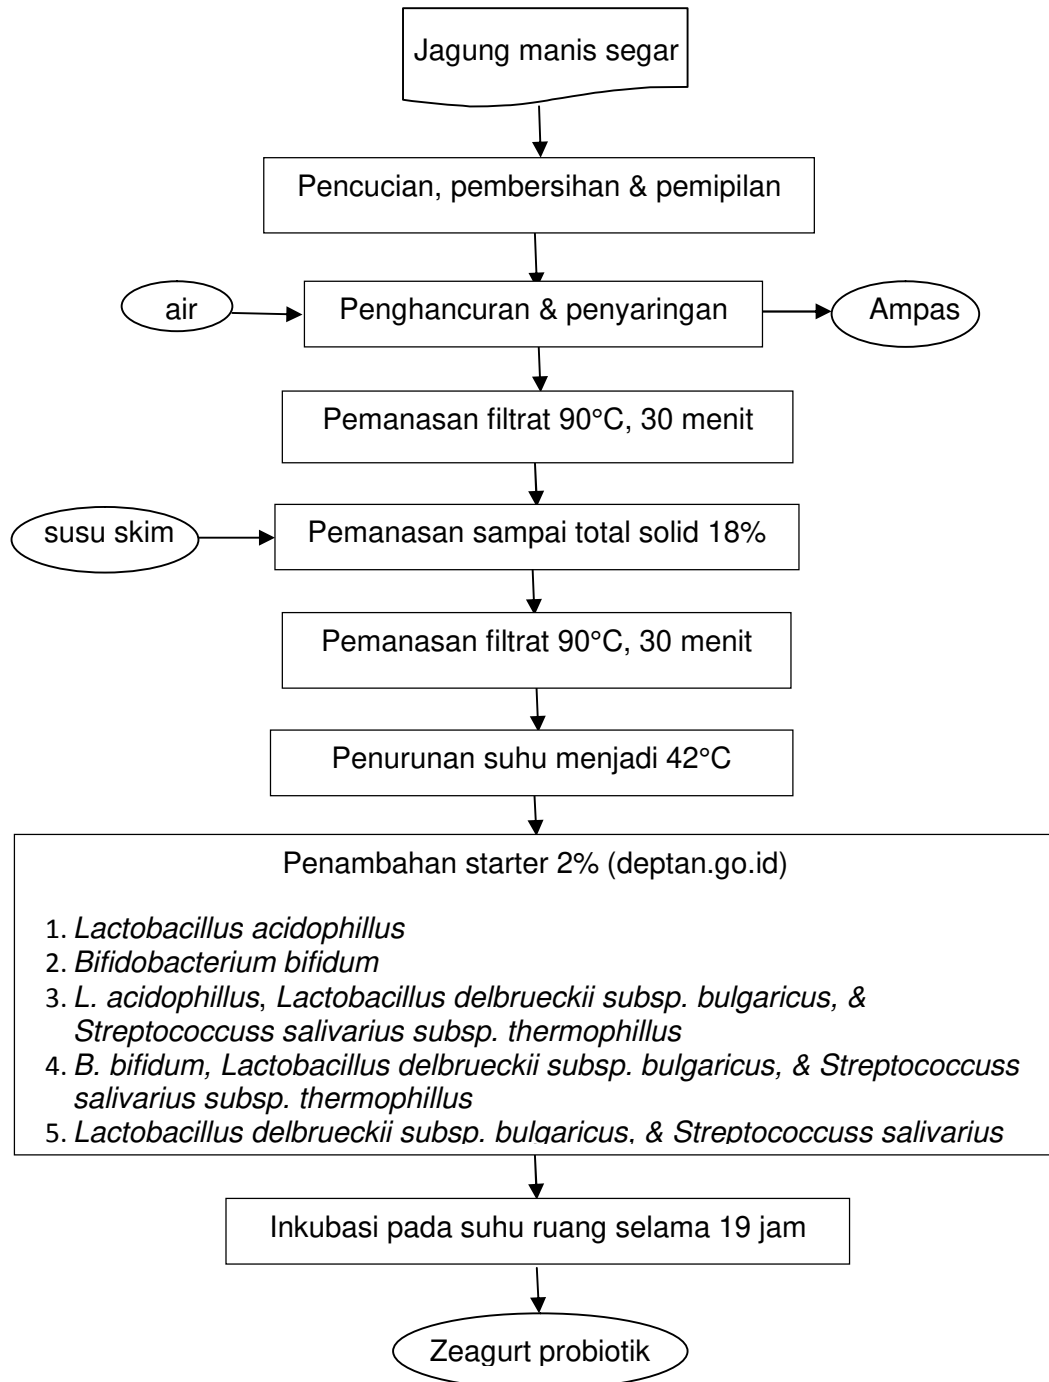 Jagung manis segar
Pencucian, pembersihan & pemipilan
air
Penghancuran & penyaringan
Ampas
Pemanasan filtrat 90°C, 30 menit
susu skim
Pemanasan sampai total solid 18%
Pemanasan filtrat 90°C, 30 menit
Penurunan suhu menjadi 42°C
Penambahan starter 2% (deptan.go.id)
1. Lactobacillus acidophillus
2. Bifidobacterium bifidum
3. L. acidophillus, Lactobacillus delbrueckii subsp. bulgaricus, &
Streptococcuss salivarius subsp. thermophillus
4. B. bifidum, Lactobacillus delbrueckii subsp. bulgaricus, & Streptococcuss
salivarius subsp. thermophillus
5. Lactobacillus delbrueckii subsp. bulgaricus, & Streptococcuss salivarius
Inkubasi pada suhu ruang selama 19 jam
Zeagurt probiotik